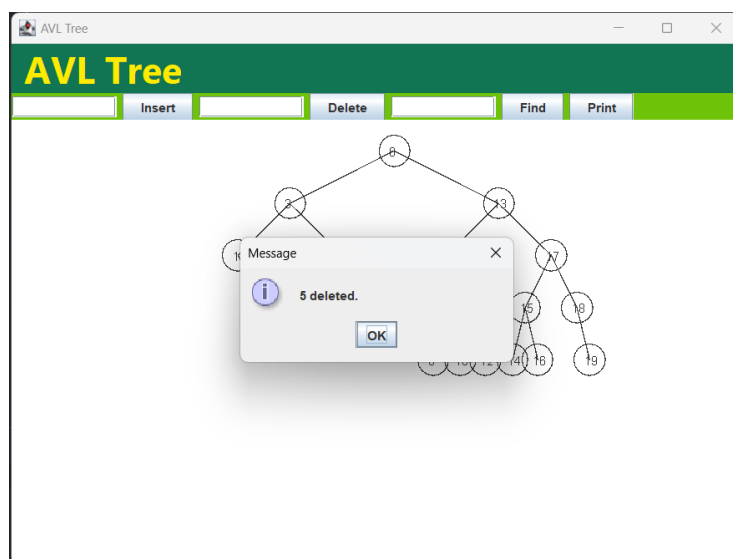 AVL Tree
AVL Tree
Insert Delete Find Print
3 13
Message
17
5 deleted.
15 18
OK
14 16 19